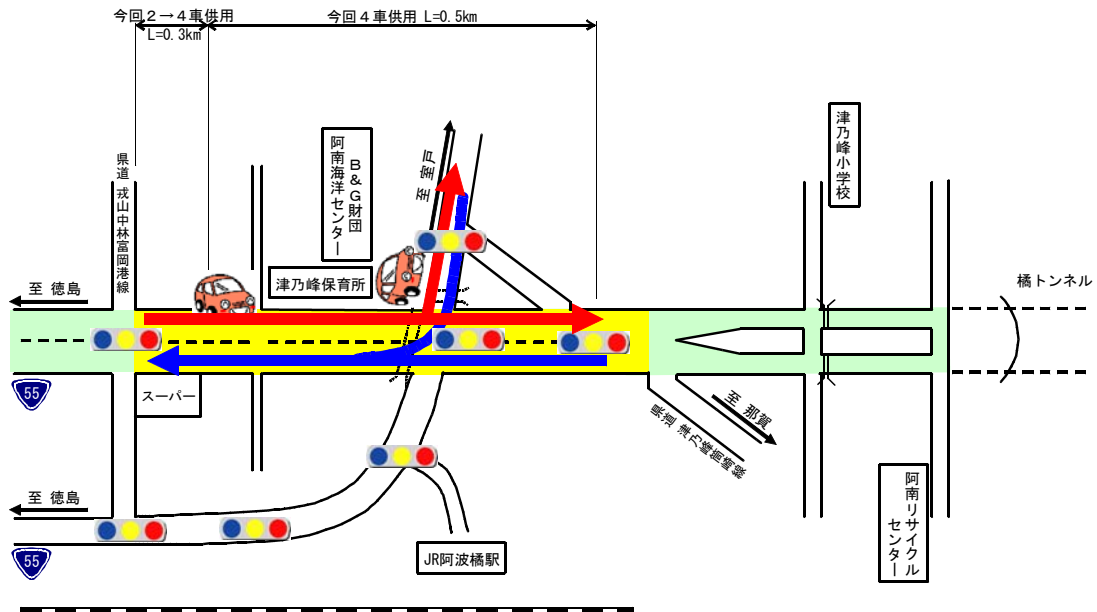 今回２→４車供用
L=0.3km
今回４車供用 L=0.5km
県道 戎山中林富岡港線
B＆G財団
阿南海洋センター
津乃峰保育所
至 室戸
津乃峰小学校
橘トンネル
至 徳島
55
スーパー
至 那賀
県道 津乃峰筒崎線
至 徳島
55
JR阿波橘駅
阿南リサイクル
センター